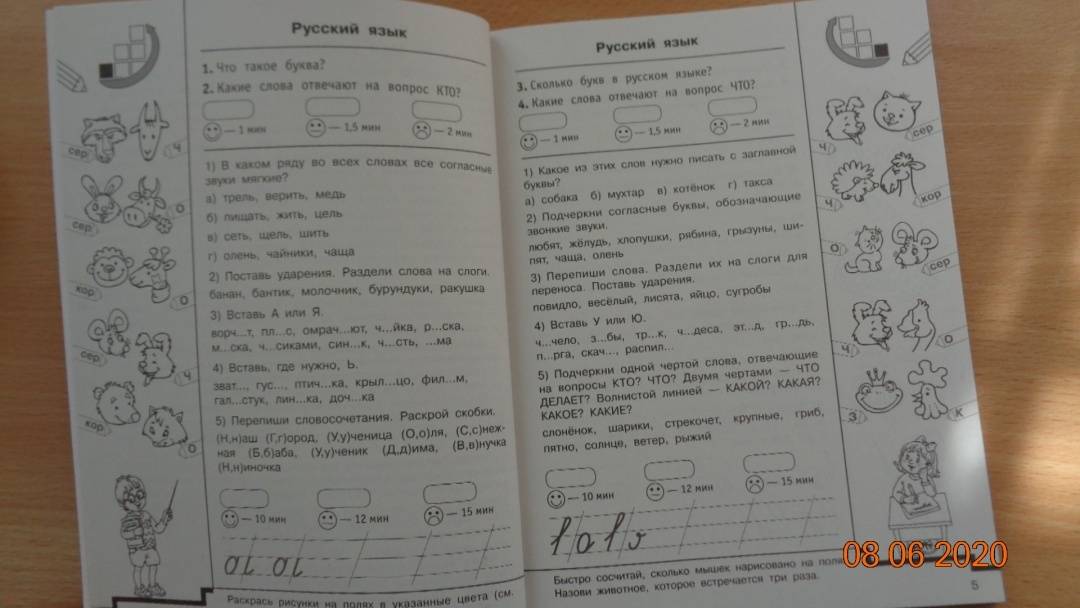 Русский язык
1. Что такое буква?
2. Какие слова отвечают на вопрос КТО?
— 1 мин
— 1,5 мин
— 2 мин
1) В каком ряду во всех словах все согласные
звуки мягкие?
а) трель, верить, медь
б) пищать, жить, цель
в) сеть, щель, шить
г) олень, чайники, чаща
2) Поставь ударения. Раздели слова на слоги.
банан, бантик, молочник, бурундуки, ракушка
3) Вставь А или Я.
ворч...т, пл...с, омрач...ют, ч...йка, р...ска,
м...ска, ч...сиками, син...к, ч...сть, ...ма
4) Вставь, где нужно, Ь.
зват..., гус..., птич...ка, крыл...цо, фил...м,
гал...стук, лин...ка, доч...ка
5) Перепиши словосочетания. Раскрой скобки.
(Н,н)аш (Г,г)ород, (У,у)ченица (О,о)ля, (С,с)неж-
ная (Б,б)аба, (У,у)ченик (Д,д)има, (В,в)нучка
(Н,н)иночка
— 10 мин
— 12 мин
— 15 мин
Раскрась рисунки на полях в указанные цвета (см.
сер
ч
сер
о
кор
о
сер
ч
кор
о
Русский язык
3. Сколько букв в русском языке?
4. Какие слова отвечают на вопрос ЧТО?
— 1 мин
— 1,5 мин
— 2 мин
1) Какое из этих слов нужно писать с заглавной
буквы?
а) собака б) мухтар в) котёнок г) такса
2) Подчеркни согласные буквы, обозначающие
звонкие звуки.
любят, жёлудь, хлопушки, рябина, грызуны, ши-
пят, чаща, олень
3) Перепиши слова. Раздели их на слоги для
переноса. Поставь ударения.
повидло, весёлый, лисята, яйцо, сугробы
4) Вставь У или Ю.
ч...чело, з...бы, тр...к, ч...деса, эт...д, гр...дь,
п...рга, скач..., распил...
5) Подчеркни одной чертой слова, отвечающие
на вопросы КТО? ЧТО? Двумя чертами — ЧТО
ДЕЛАЕТ? Волнистой линией — КАКОЙ? КАКАЯ?
КАКОЕ? КАКИЕ?
слонёнок, шарики, стрекочет, крупные, гриб,
пятно, солнце, ветер, рыжий
— 10 мин
— 12 мин
— 15 мин
Быстро сосчитай, сколько мышек нарисовано на
Назови животное, которое встречается три раза.
5
ч
сер
ч
кор
о
сер
ч
о
з
к
08 06 2020